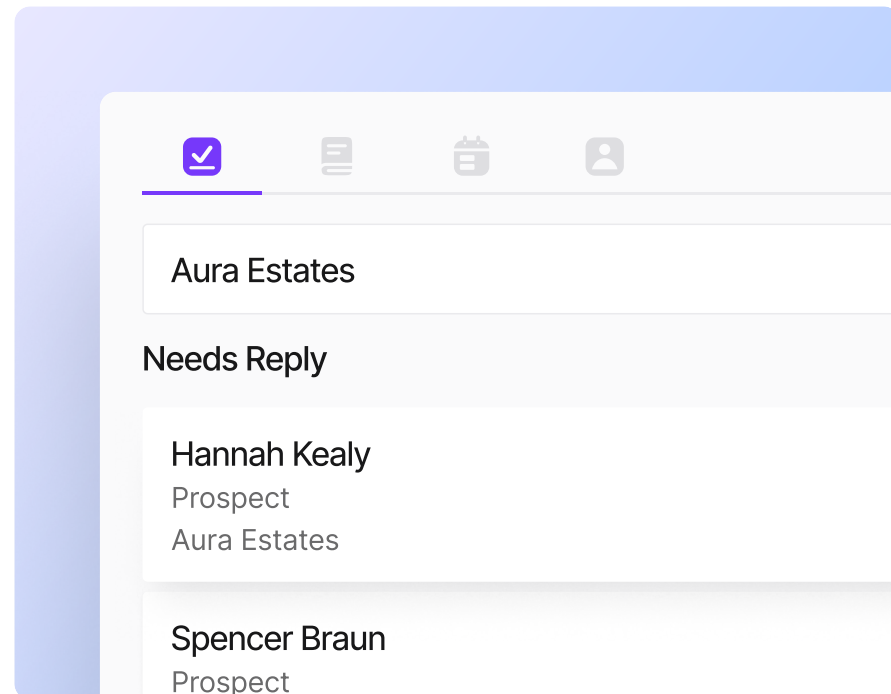 Aura Estates
Needs Reply
Hannah Kealy
Prospect
Aura Estates
Spencer Braun
Prospect